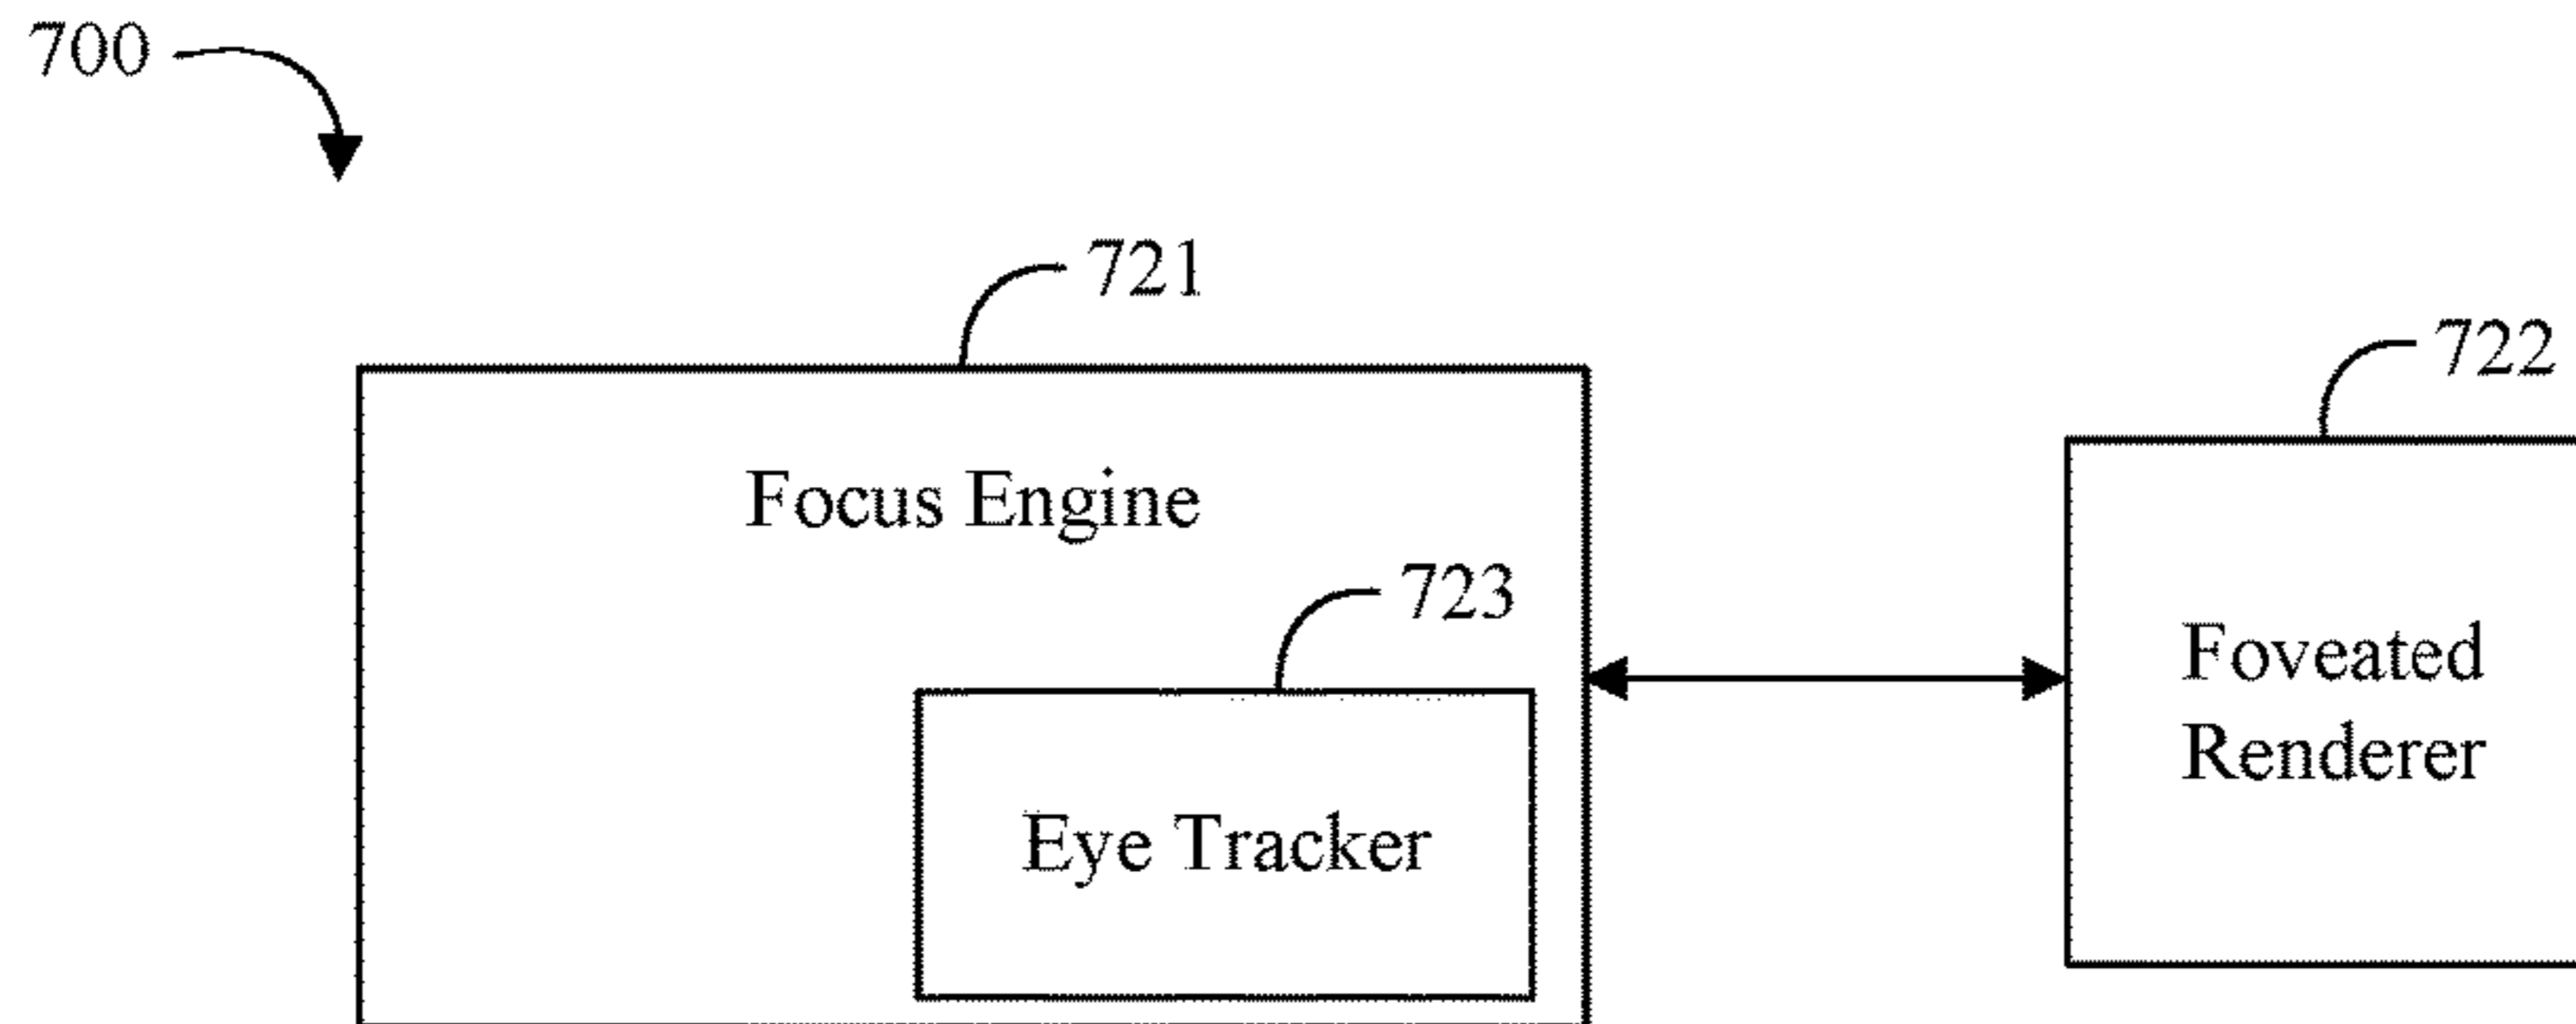 700
721
722
Focus Engine
723
Foveated
Renderer
Eye Tracker